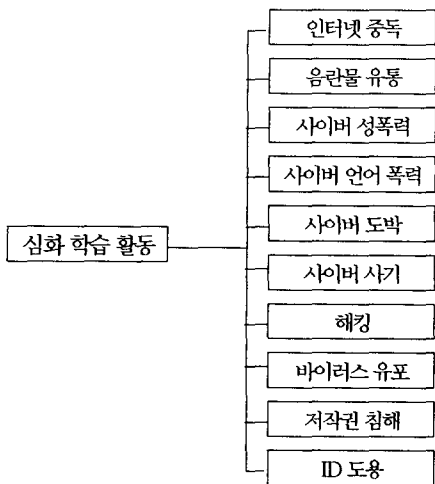 인터넷 중독
음란물 유통
사이버 성폭력
사이버 언어 폭력
사이버 도박
심화 학습 활동
사이버 사기
해킹
바이러스 유포
저작권 침해
ID 도용